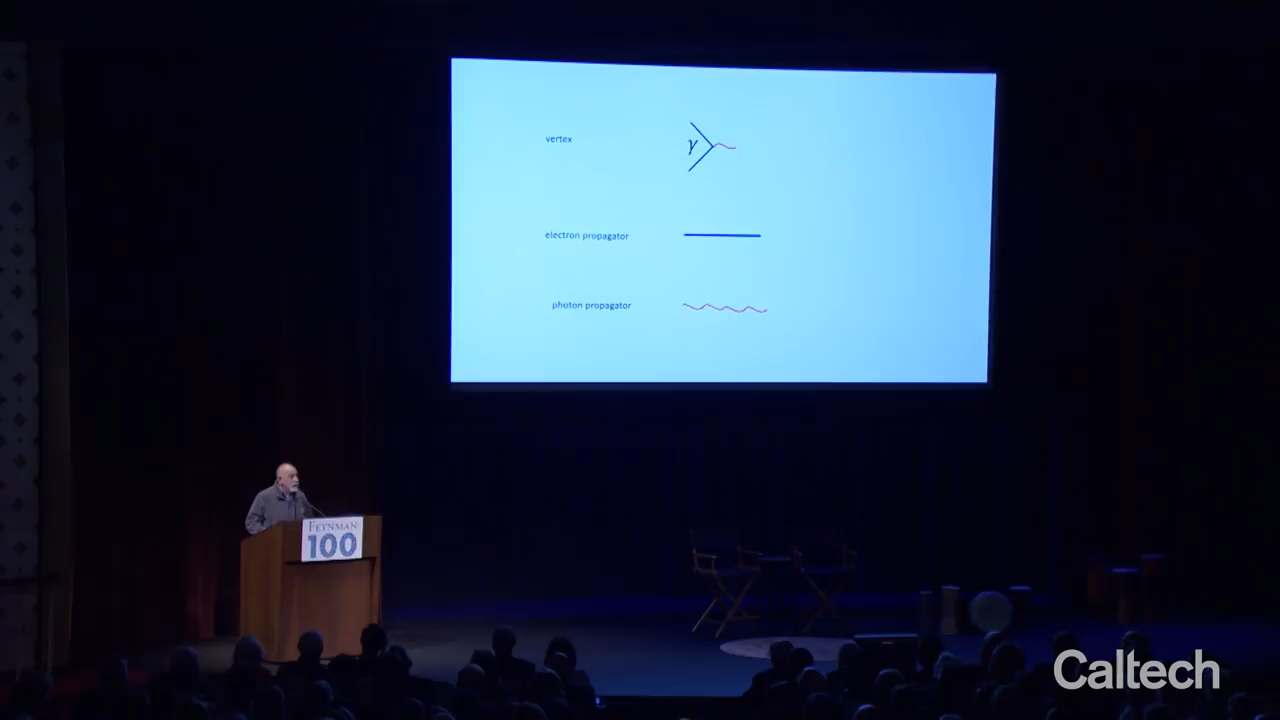 vertex
γ
electron propagator
photon propagator
FEYNMAN
100
Caltech